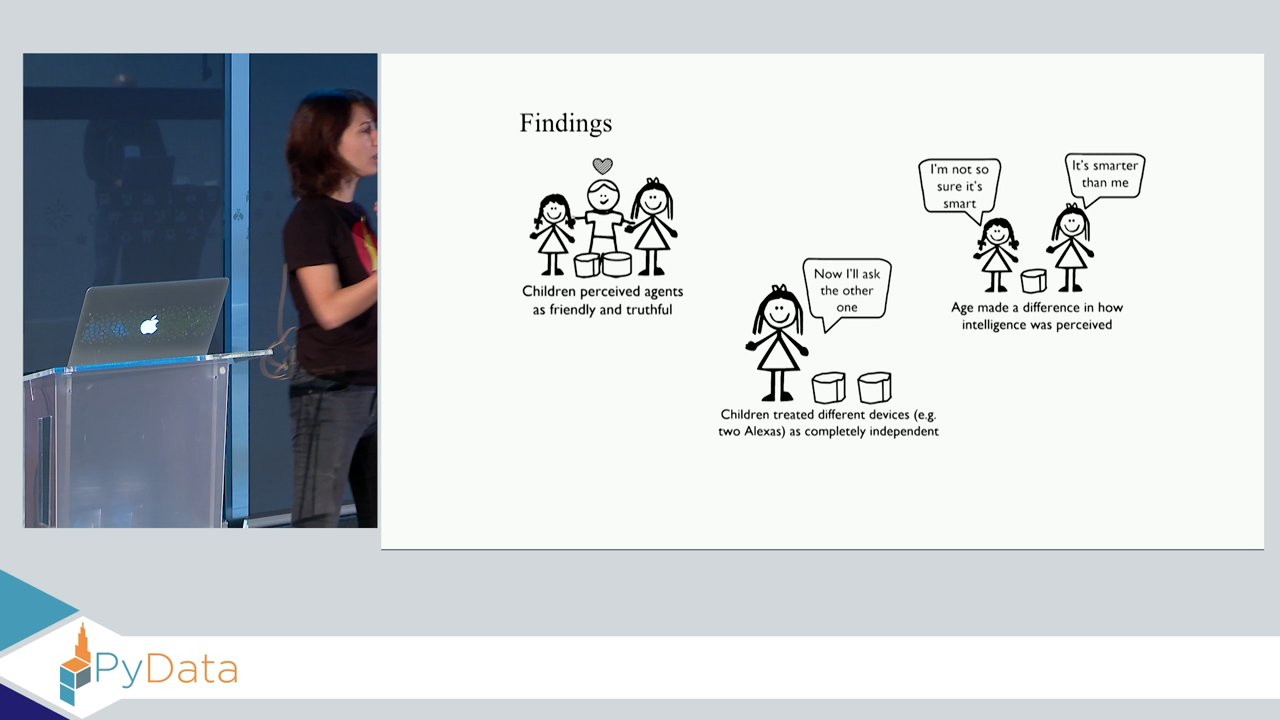 Findings
Children perceived agents
as friendly and truthful
Now I'll ask
the other
one
Children treated different devices (e.g.
two Alexas) as completely independent
I'm not so
sure it's
smart
It's smarter
than me
Age made a difference in how
intelligence was perceived
PyData